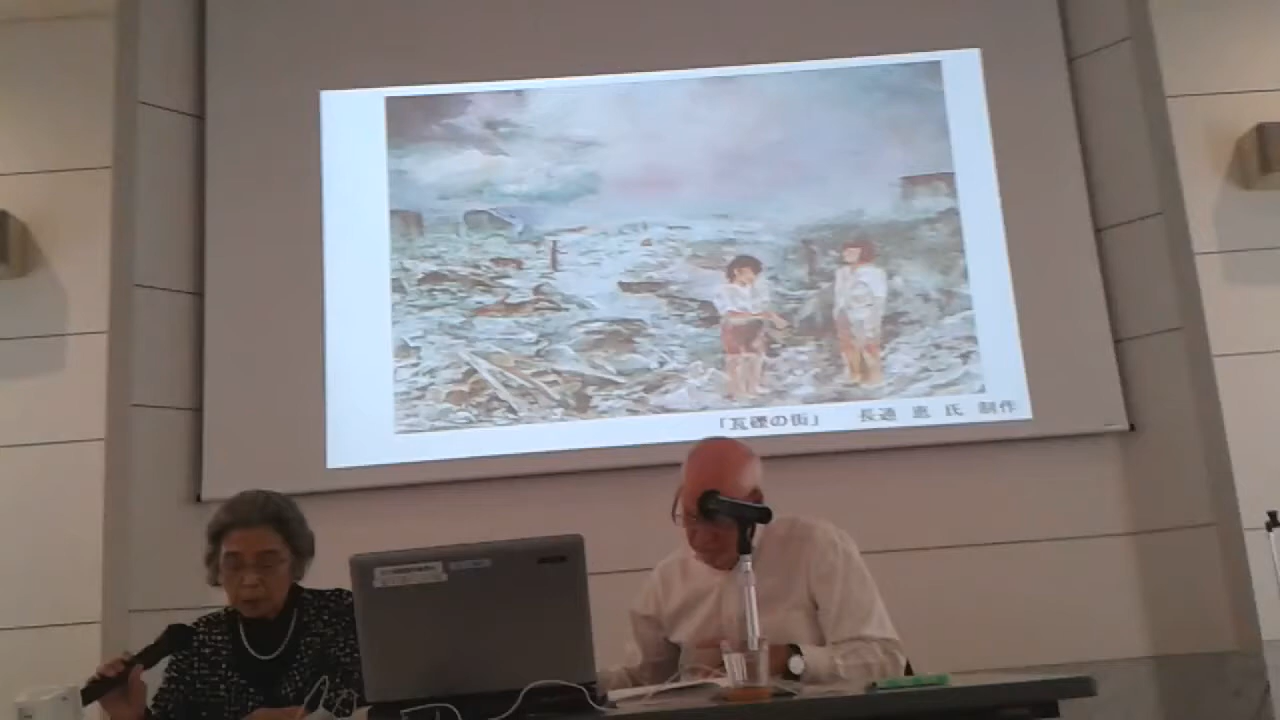 「瓦礫の街」 長通 恵 氏 制作